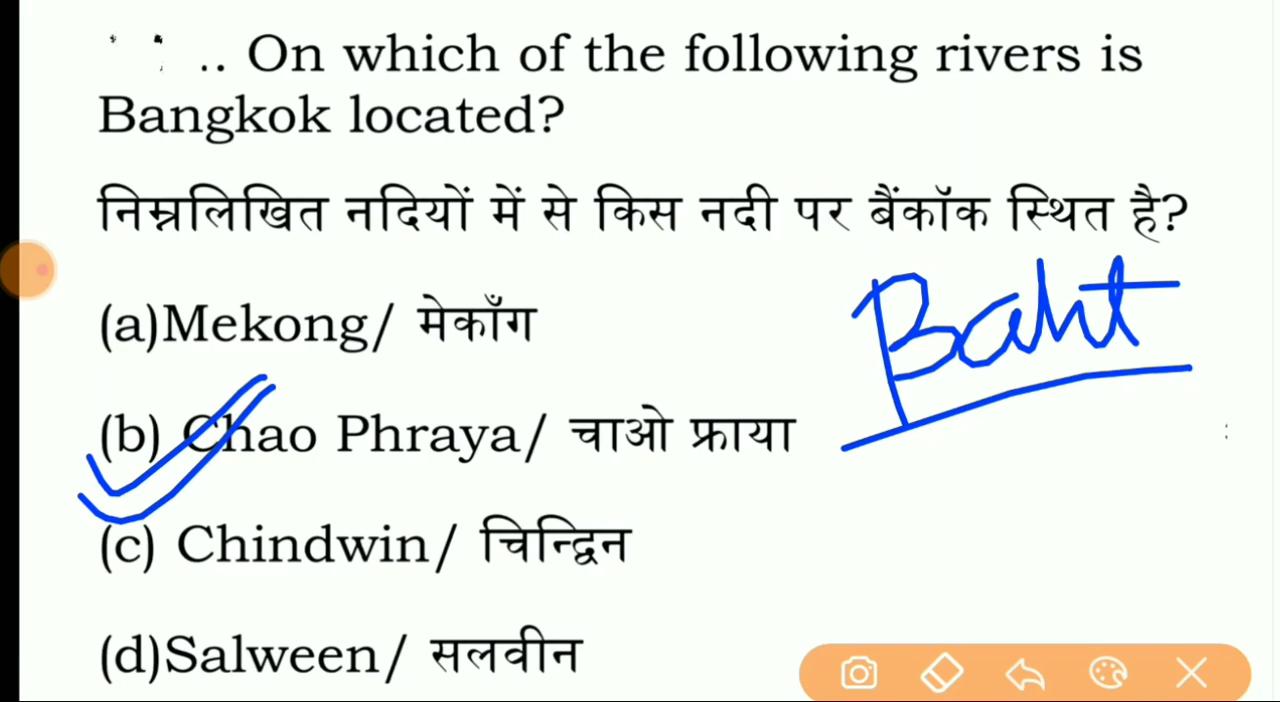 .. On which of the following rivers is
Bangkok located?
निम्नलिखित नदियों में से किस नदी पर बैंकॉक स्थित है?
(a)Mekong/ मेकाँग
Baht
(b) Chao Phraya/ चाओ फ्राया
(c) Chindwin/ चिन्द्विन
(d)Salween/ सलवीन